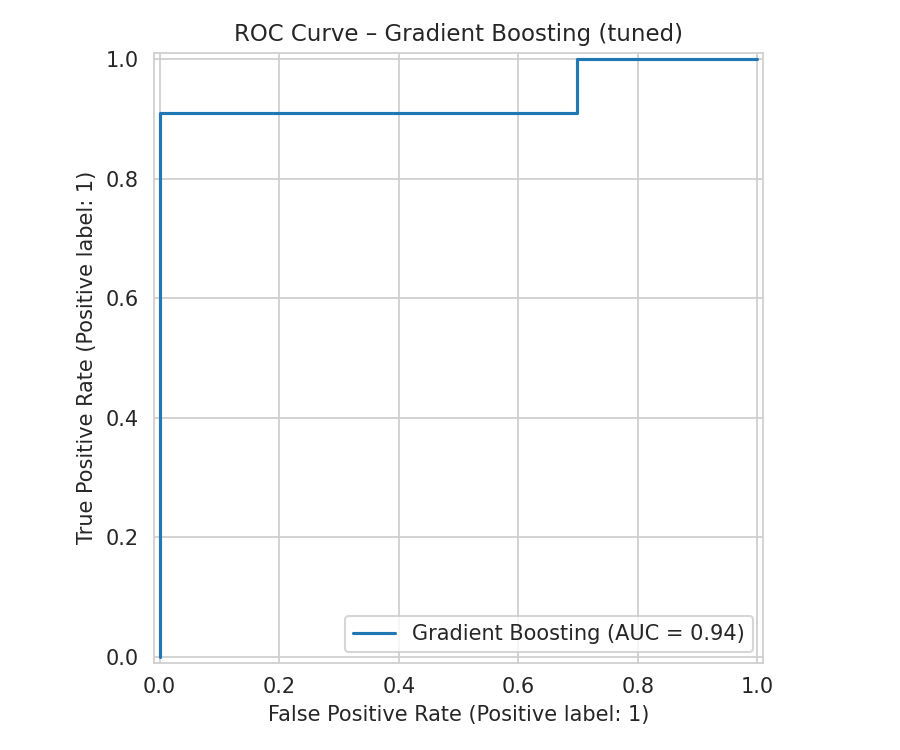 ROC Curve – Gradient Boosting (tuned)
1.0
0.8
0.6
0.4
0.2
0.0
True Positive Rate (Positive label: 1)
Gradient Boosting (AUC = 0.94)
0.0 0.2 0.4 0.6 0.8 1.0
False Positive Rate (Positive label: 1)